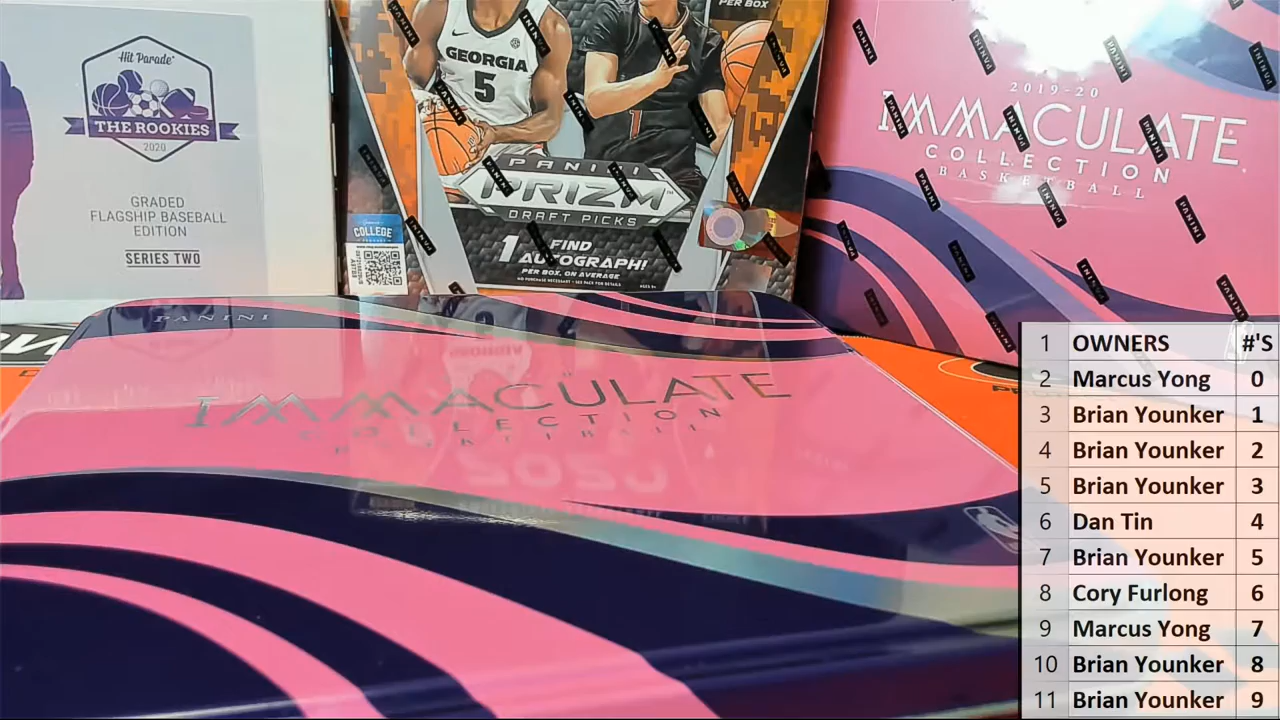 Hit Parade
THE ROOKIES
2020
GRADED
FLAGSHIP BASEBALL
EDITION
SERIES TWO
PER BOX
GEORGIA
5
1
PANINI
PRIZM
DRAFT PICKS
COLLEGE
1 FIND
AUTOGRAPH!
PER BOX, ON AVERAGE
2019-20
IMMACULATE
COLLECTION
BASKETBALL
PANINI
IMMACULATE
COLLECTION
1 OWNERS #'S
2 Marcus Yong 0
3 Brian Younker 1
4 Brian Younker 2
5 Brian Younker 3
6 Dan Tin 4
7 Brian Younker 5
8 Cory Furlong 6
9 Marcus Yong 7
10 Brian Younker 8
11 Brian Younker 9